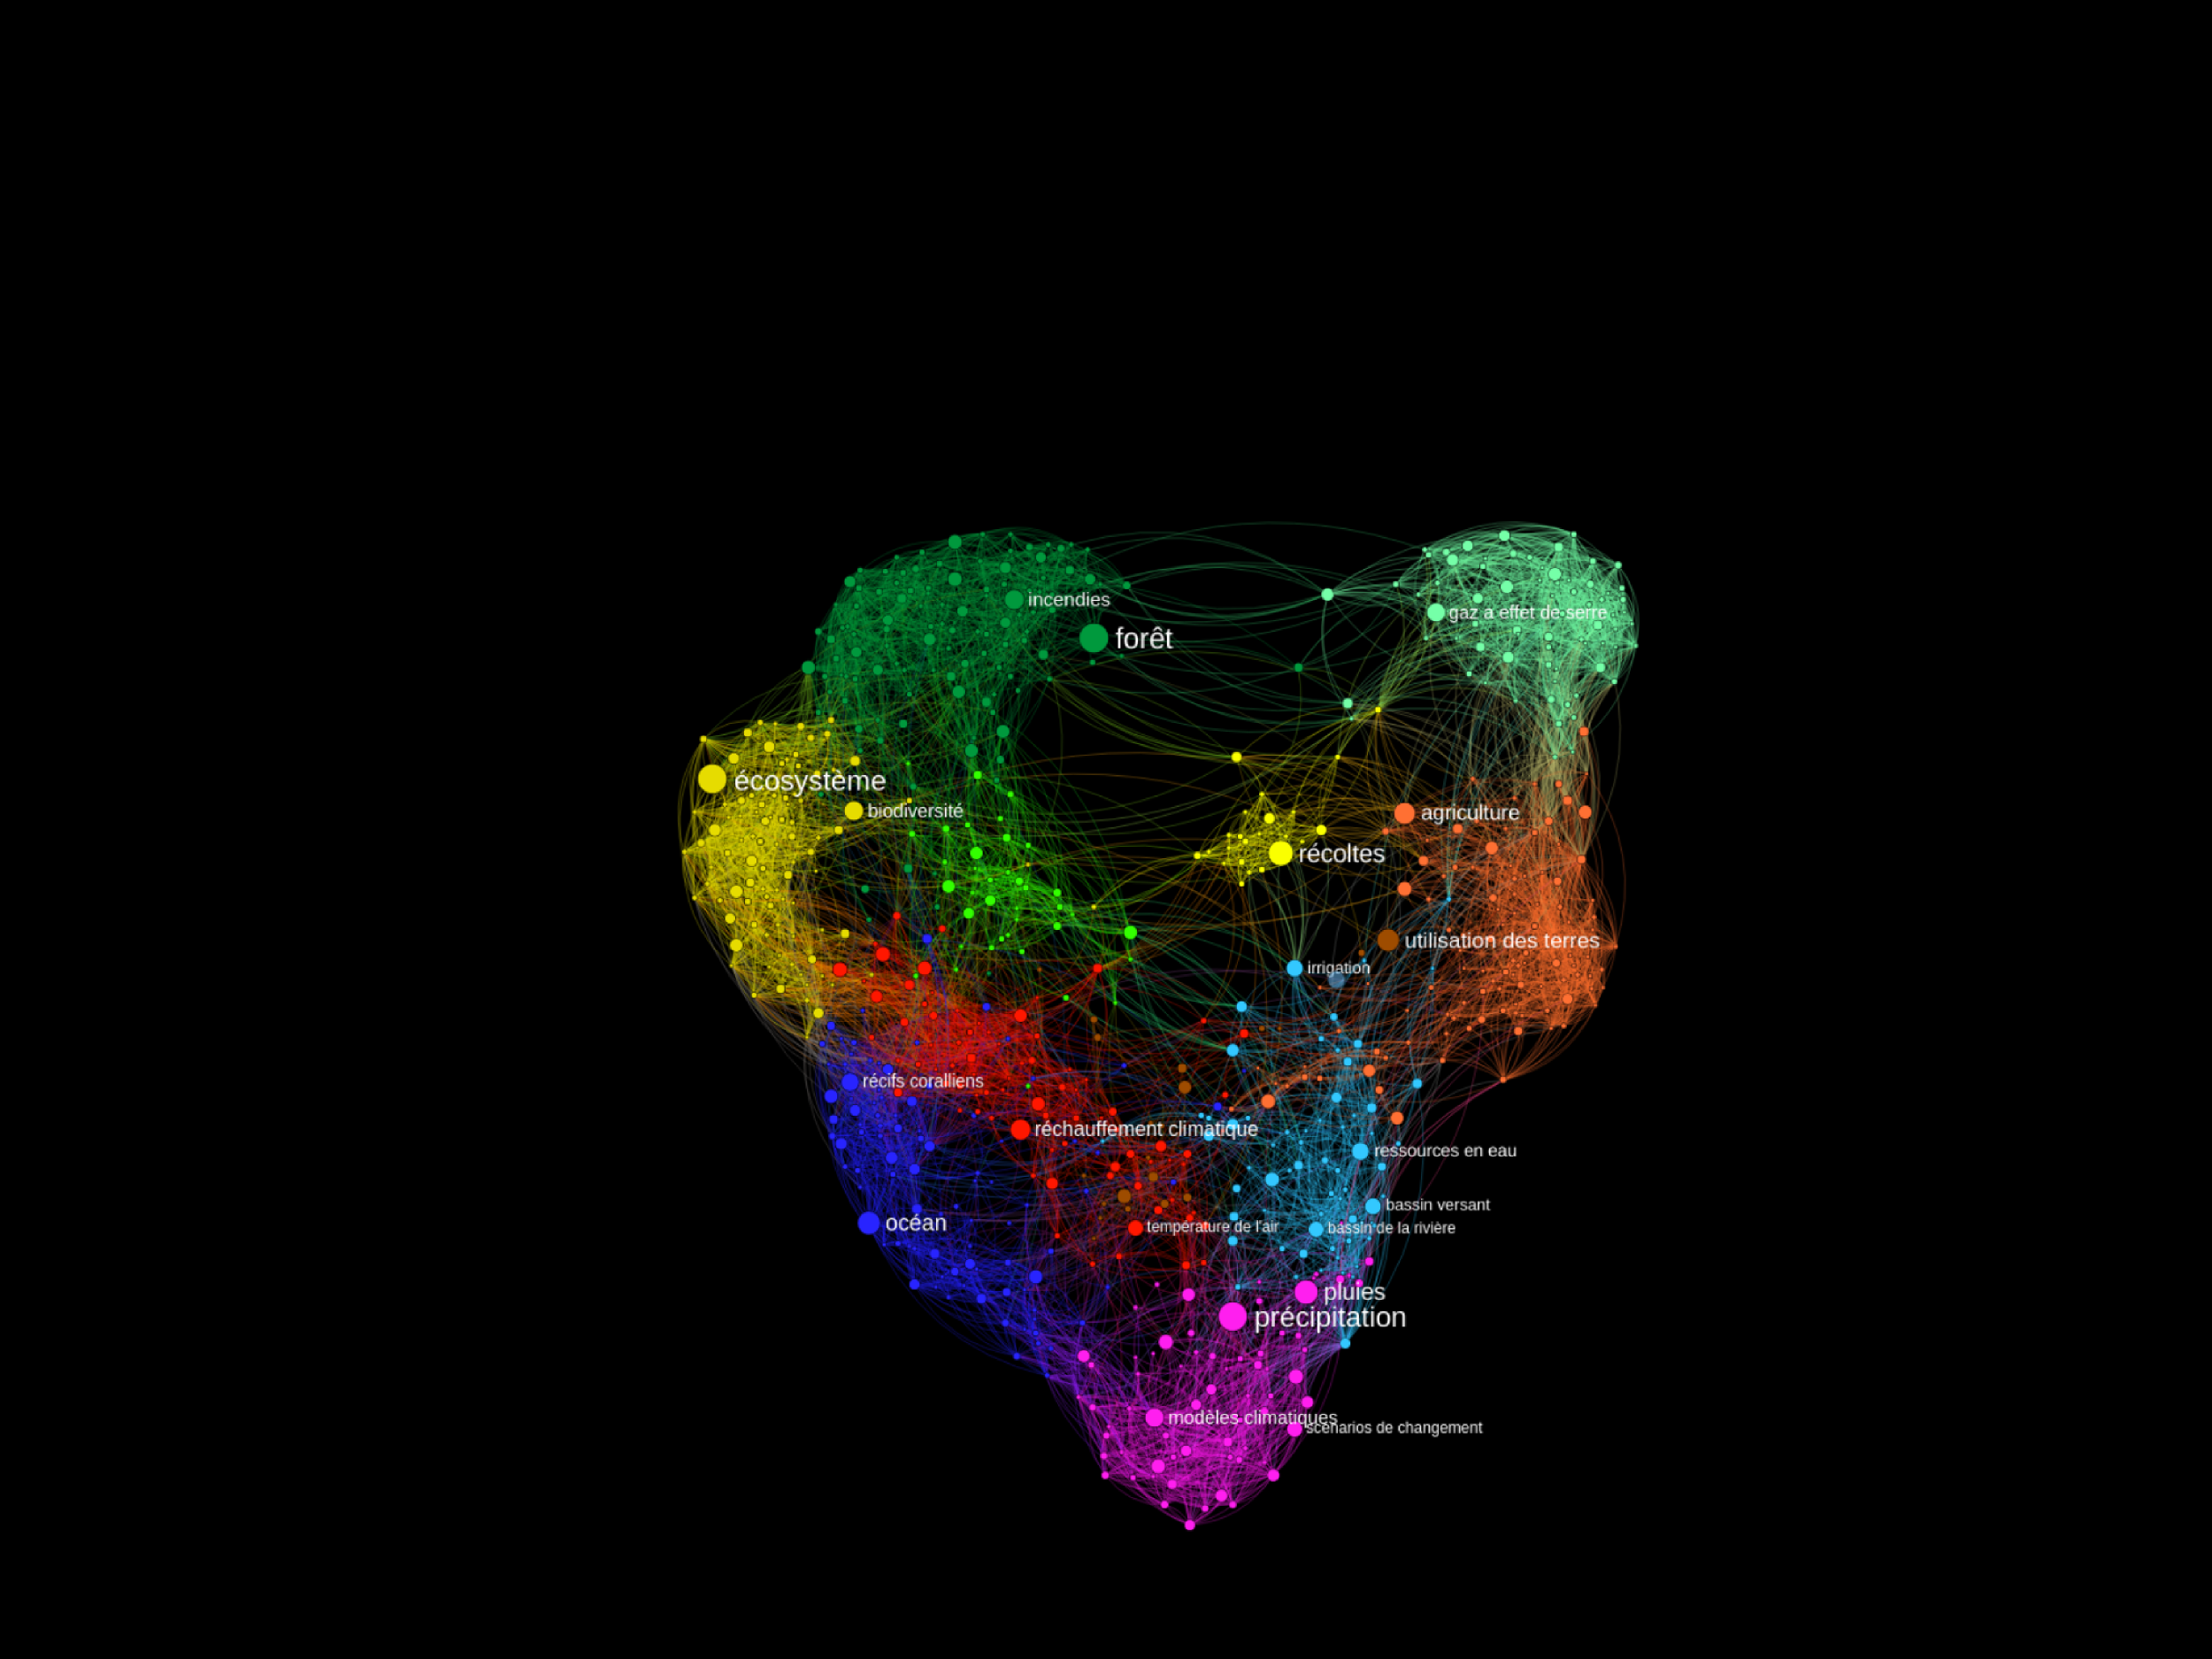 incendies
gaz a effet de serre
forêt
écosystème
biodiversité
agriculture
récoltes
utilisation des terres
irrigation
récifs coralliens
réchauffement climatique
ressources en eau
bassin versant
océan
température de l'air
bassin de la rivière
pluies
précipitation
modèles climatiques
scénarios de changement